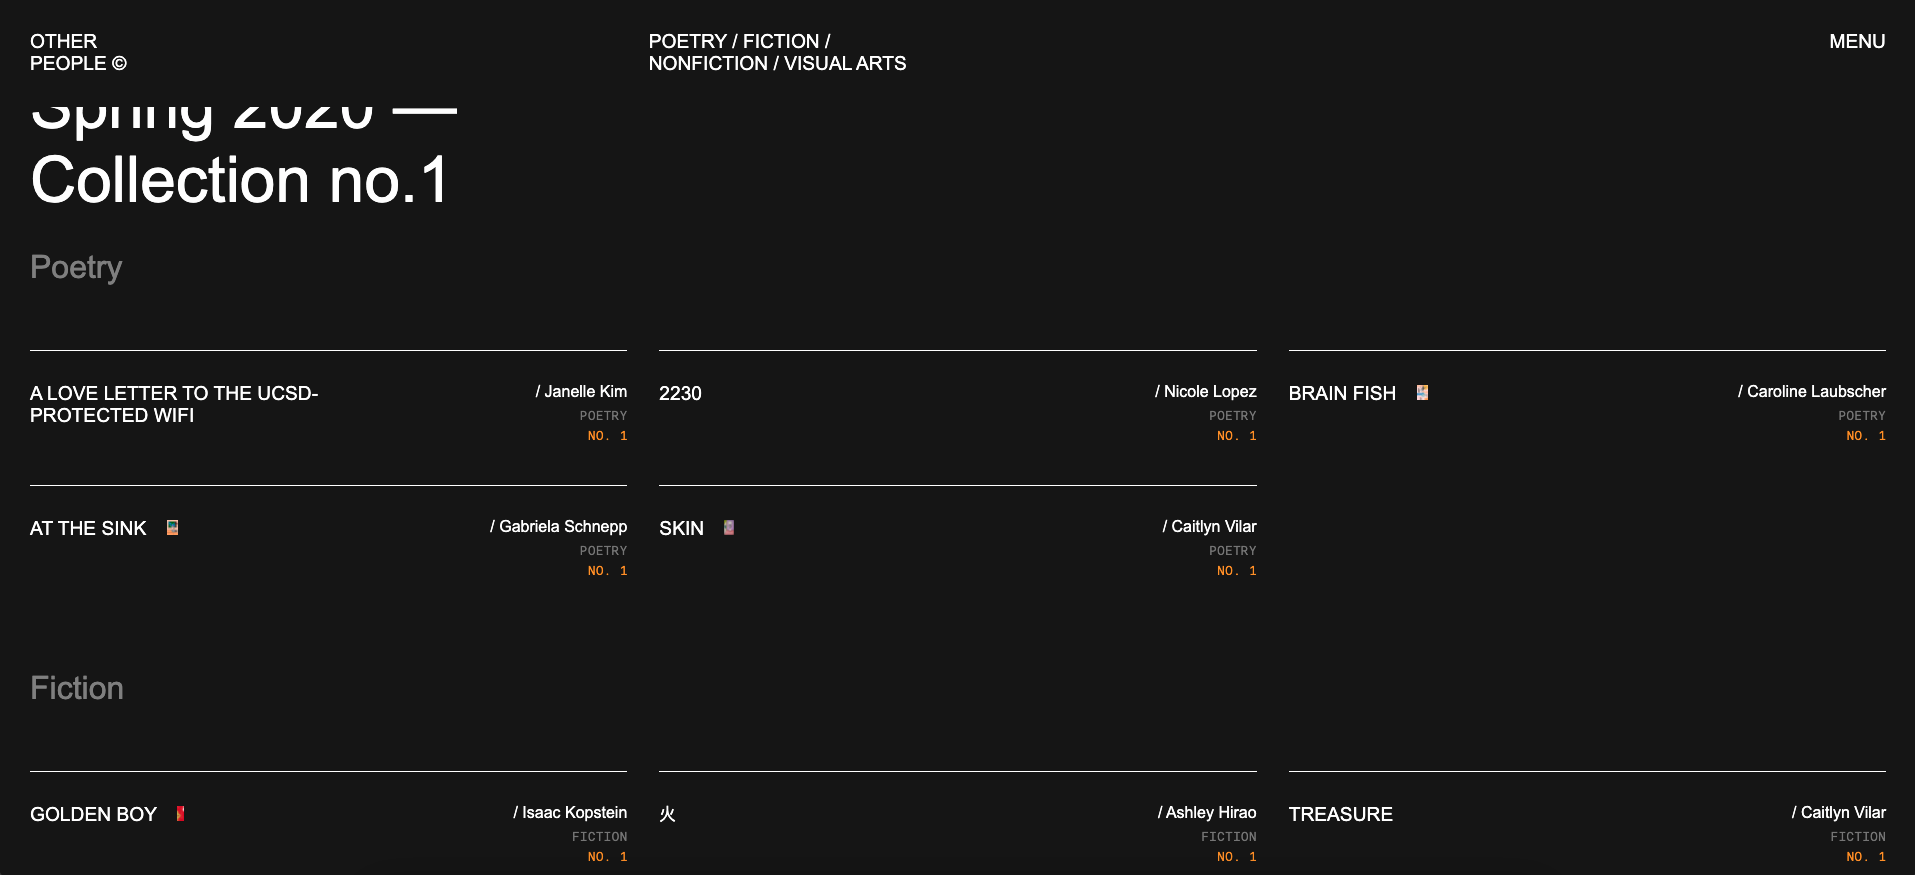 OTHER
PEOPLE ©
POETRY / FICTION /
NONFICTION / VISUAL ARTS
MENU
Spring 2020 —
Collection no.1
Poetry
A LOVE LETTER TO THE UCSD-
PROTECTED WIFI
/ Janelle Kim
POETRY
NO. 1
2230
/ Nicole Lopez
POETRY
NO. 1
BRAIN FISH
/ Caroline Laubscher
POETRY
NO. 1
AT THE SINK
/ Gabriela Schnepp
POETRY
NO. 1
SKIN
/ Caitlyn Vilar
POETRY
NO. 1
Fiction
GOLDEN BOY
/ Isaac Kopstein
FICTION
NO. 1
火
/ Ashley Hirao
FICTION
NO. 1
TREASURE
/ Caitlyn Vilar
FICTION
NO. 1